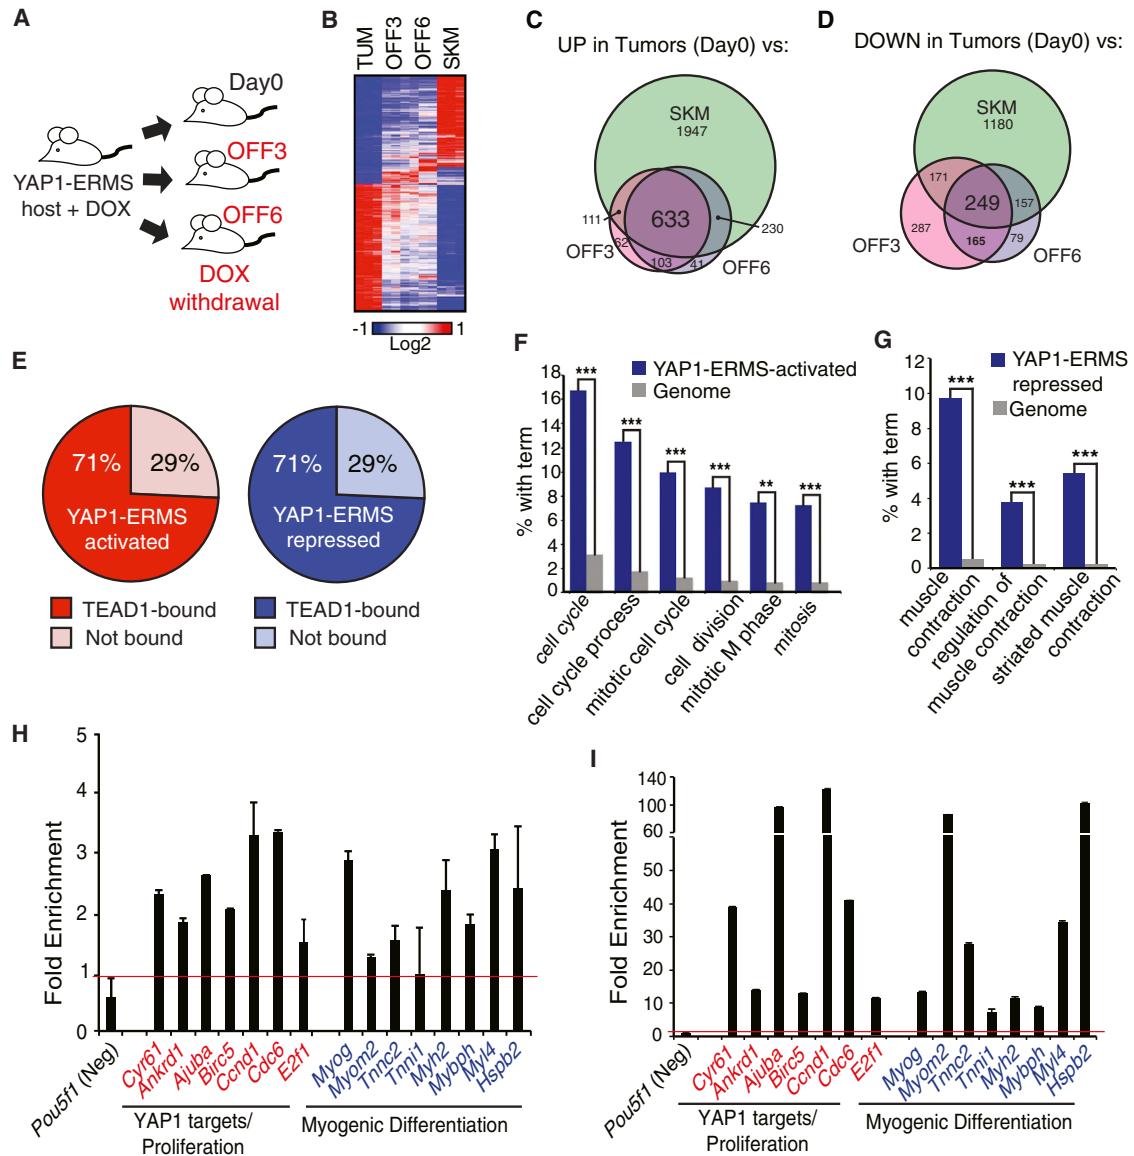 A
Day0
OFF3
YAP1-ERMS
host + DOX
OFF6
DOX
withdrawal
B
TUM
OFF3
OFF6
SKM
-1
1
Log2
C
UP in Tumors (Day0) vs:
SKM
1947
111
633
230
OFF3
62
103
41
OFF6
D
DOWN in Tumors (Day0) vs:
SKM
1180
171
249
157
287
165
79
OFF3
OFF6
E
71%
29%
YAP1-ERMS
activated
TEAD1-bound
Not bound
71%
29%
YAP1-ERMS
repressed
TEAD1-bound
Not bound
F
% with term
18
16
14
12
10
8
6
4
2
0
YAP1-ERMS-activated
Genome
***
***
***
***
**
***
cell cycle
cell cycle process
mitotic cell cycle
cell division
mitotic M phase
mitosis
G
% with term
12
10
8
6
4
2
0
YAP1-ERMS
repressed
Genome
***
***
***
muscle
contraction
regulation of
muscle contraction
striated muscle
contraction
H
Fold Enrichment
5
4
3
2
1
0
Pou5f1 (Neg)
Cyr61
Ankrd1
Ajuba
Birc5
Ccnd1
Cdc6
E2f1
Myog
Myom2
Tnnc2
Tnni1
Myh2
Mybph
Myl4
Hspb2
YAP1 targets/
Proliferation
Myogenic Differentiation
I
Fold Enrichment
140
100
60
50
40
30
20
10
0
Pou5f1 (Neg)
Cyr61
Ankrd1
Ajuba
Birc5
Ccnd1
Cdc6
E2f1
Myog
Myom2
Tnnc2
Tnni1
Myh2
Mybph
Myl4
Hspb2
YAP1 targets/
Proliferation
Myogenic Differentiation